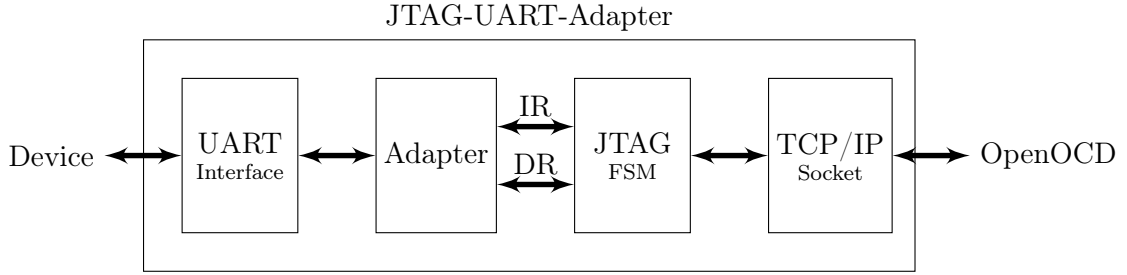 JTAG-UART-Adapter
Device
UART
Interface
Adapter
IR
DR
JTAG
FSM
TCP/IP
Socket
OpenOCD